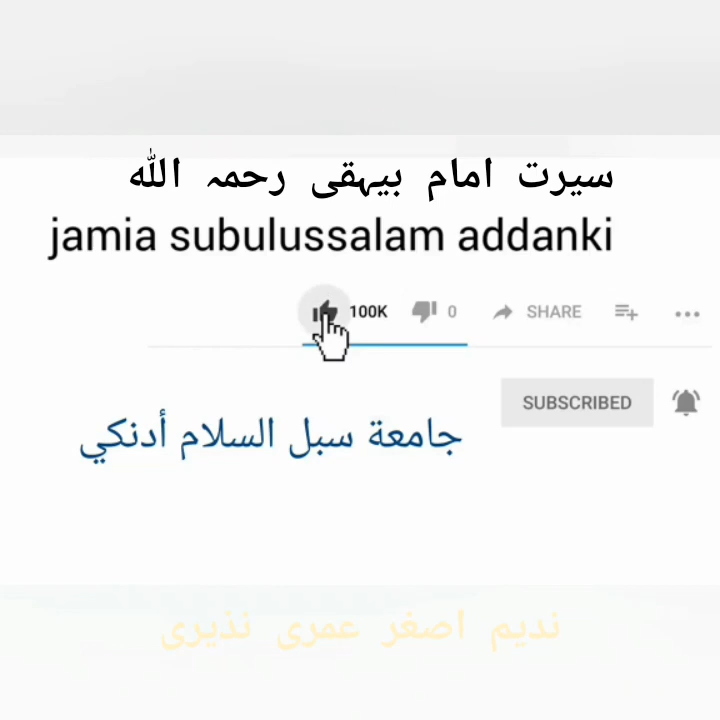 سیرت امام بیہقی رحمہ اللہ
jamia subulussalam addanki
100K 0 SHARE
SUBSCRIBED
جامعة سبل السلام أدنكي
ندیم اصغر عمری نذیری